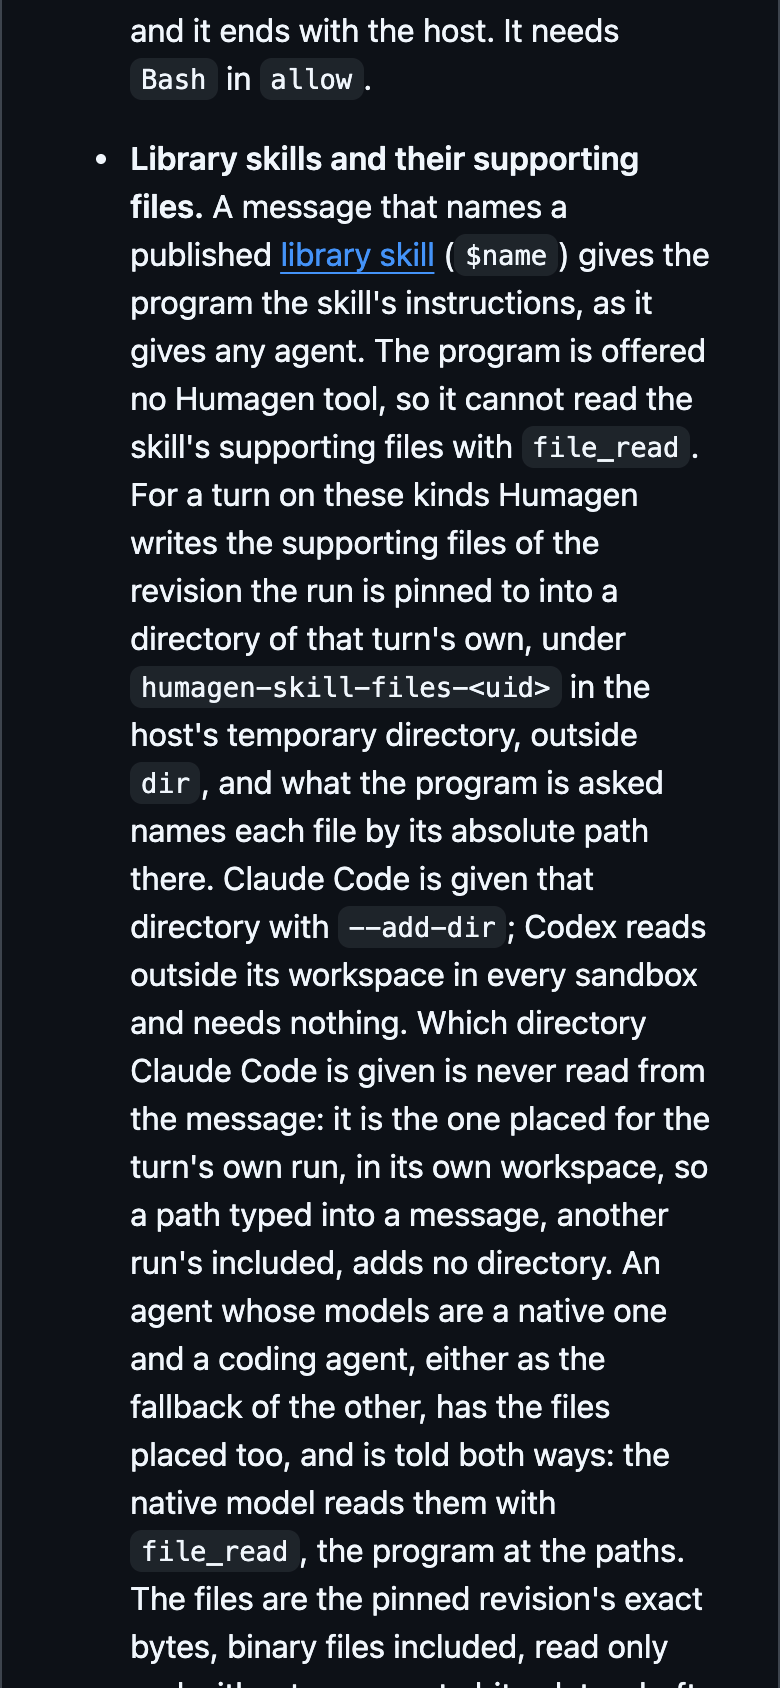 and it ends with the host. It needs
Bash in allow.
• Library skills and their supporting
files. A message that names a
published library skill ($name) gives the
program the skill's instructions, as it
gives any agent. The program is offered
no Humagen tool, so it cannot read the
skill's supporting files with file_read.
For a turn on these kinds Humagen
writes the supporting files of the
revision the run is pinned to into a
directory of that turn's own, under
humagen-skill-files-<uid> in the
host's temporary directory, outside
dir, and what the program is asked
names each file by its absolute path
there. Claude Code is given that
directory with --add-dir; Codex reads
outside its workspace in every sandbox
and needs nothing. Which directory
Claude Code is given is never read from
the message: it is the one placed for the
turn's own run, in its own workspace, so
a path typed into a message, another
run's included, adds no directory. An
agent whose models are a native one
and a coding agent, either as the
fallback of the other, has the files
placed too, and is told both ways: the
native model reads them with
file_read, the program at the paths.
The files are the pinned revision's exact
bytes, binary files included, read only